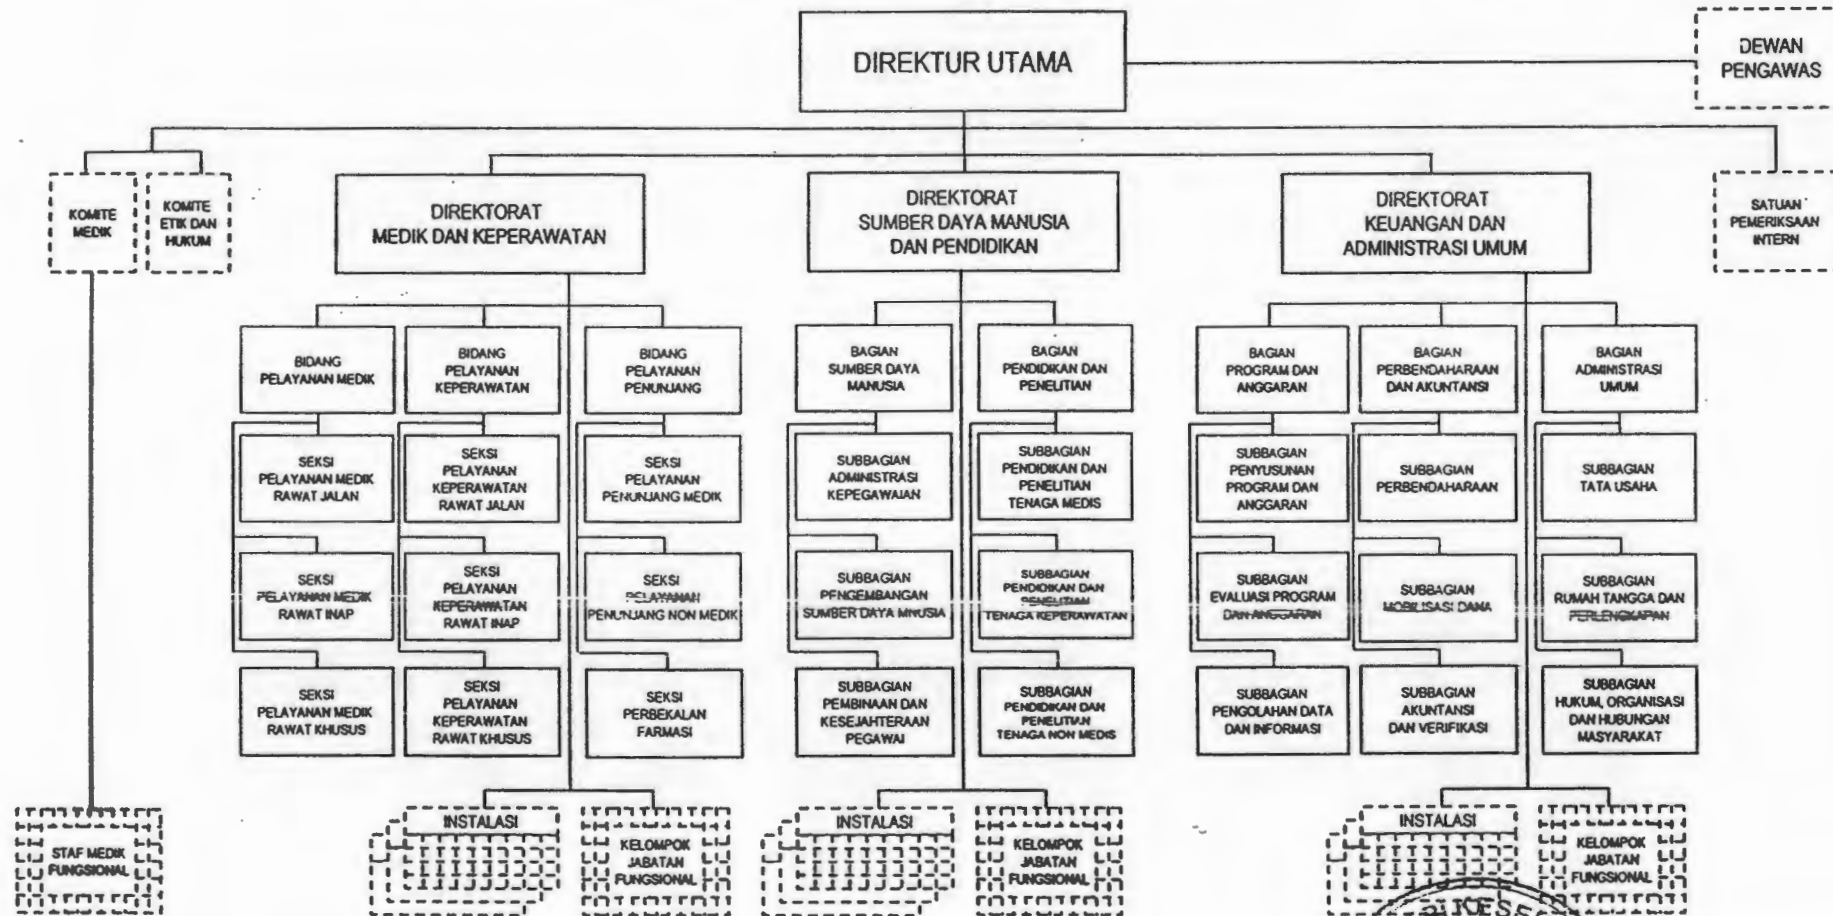 DIREKTUR UTAMA
DEWAN
PENGAWAS
KOMITE
MEDIK
KOMITE
ETIK DAN
HUKUM
DIREKTORAT
MEDIK DAN KEPERAWATAN
DIREKTORAT
SUMBER DAYA MANUSIA
DAN PENDIDIKAN
DIREKTORAT
KEUANGAN DAN
ADMINISTRASI UMUM
SATUAN
PEMERIKSAAN
INTERN
BIDANG
PELAYANAN MEDIK
BIDANG
PELAYANAN
KEPERAWATAN
BIDANG
PELAYANAN
PENUNJANG
BAGIAN
SUMBER DAYA
MANUSIA
BAGIAN
PENDIDIKAN DAN
PENELITIAN
BAGIAN
PROGRAM DAN
ANGGARAN
BAGIAN
PERBENDAHARAAN
DAN AKUNTANSI
BAGIAN
ADMINISTRASI
UMUM
SEKSI
PELAYANAN MEDIK
RAWAT JALAN
SEKSI
PELAYANAN
KEPERAWATAN
RAWAT JALAN
SEKSI
PELAYANAN
PENUNJANG MEDIK
SUBBAGIAN
ADMINISTRASI
KEPEGAWAIAN
SUBBAGIAN
PENDIDIKAN DAN
PENELITIAN
TENAGA MEDIS
SUBBAGIAN
PENYUSUNAN
PROGRAM DAN
ANGGARAN
SUBBAGIAN
PERBENDAHARAAN
SUBBAGIAN
TATA USAHA
SEKSI
PELAYANAN MEDIK
RAWAT INAP
SEKSI
PELAYANAN
KEPERAWATAN
RAWAT INAP
SEKSI
PELAYANAN
PENUNJANG NON MEDIK
SUBBAGIAN
PENGEMBANGAN
SUMBER DAYA MNUSIA
SUBBAGIAN
PENDIDIKAN DAN
PENELITIAN
TENAGA KEPERAWATAN
SUBBAGIAN
EVALUASI PROGRAM
DAN ANGGARAN
SUBBAGIAN
MOBILISASI DANA
SUBBAGIAN
RUMAH TANGGA DAN
PERLENGKAPAN
SEKSI
PELAYANAN MEDIK
RAWAT KHUSUS
SEKSI
PELAYANAN
KEPERAWATAN
RAWAT KHUSUS
SEKSI
PERBEKALAN
FARMASI
SUBBAGIAN
PEMBINAAN DAN
KESEJAHTERAAN
PEGAWAI
SUBBAGIAN
PENDIDIKAN DAN
PENELITIAN
TENAGA NON MEDIS
SUBBAGIAN
PENGOLAHAN DATA
DAN INFORMASI
SUBBAGIAN
AKUNTANSI
DAN VERIFIKASI
SUBBAGIAN
HUKUM, ORGANISASI
DAN HUBUNGAN
MASYARAKAT
STAF MEDIK
FUNGSIONAL
INSTALASI
KELOMPOK
JABATAN
FUNGSIONAL
INSTALASI
KELOMPOK
JABATAN
FUNGSIONAL
INSTALASI
KELOMPOK
JABATAN
FUNGSIONAL